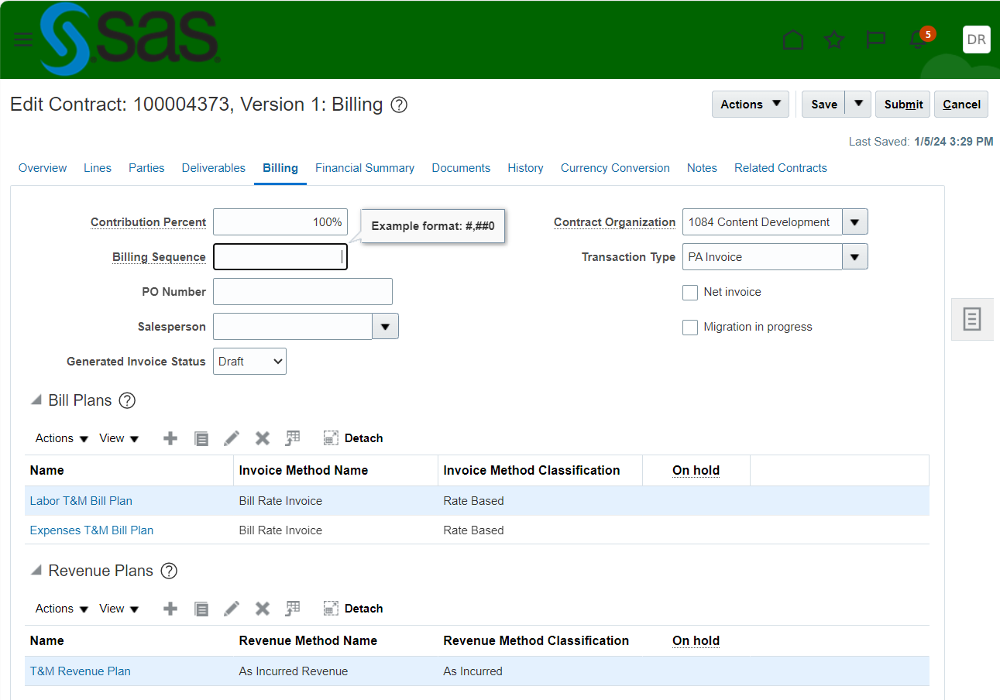 sas
5
DR
Edit Contract: 100004373, Version 1: Billing ?
Actions Save Submit Cancel
Last Saved: 1/5/24 3:29 PM
Overview Lines Parties Deliverables Billing Financial Summary Documents History Currency Conversion Notes Related Contracts
Contribution Percent 100% Example format: #,##0 Contract Organization 1084 Content Development
Billing Sequence Transaction Type PA Invoice
PO Number Net invoice
Salesperson Migration in progress
Generated Invoice Status Draft
Bill Plans ?
Actions View Detach
Name Invoice Method Name Invoice Method Classification On hold
Labor T&M Bill Plan Bill Rate Invoice Rate Based
Expenses T&M Bill Plan Bill Rate Invoice Rate Based
Revenue Plans ?
Actions View Detach
Name Revenue Method Name Revenue Method Classification On hold
T&M Revenue Plan As Incurred Revenue As Incurred